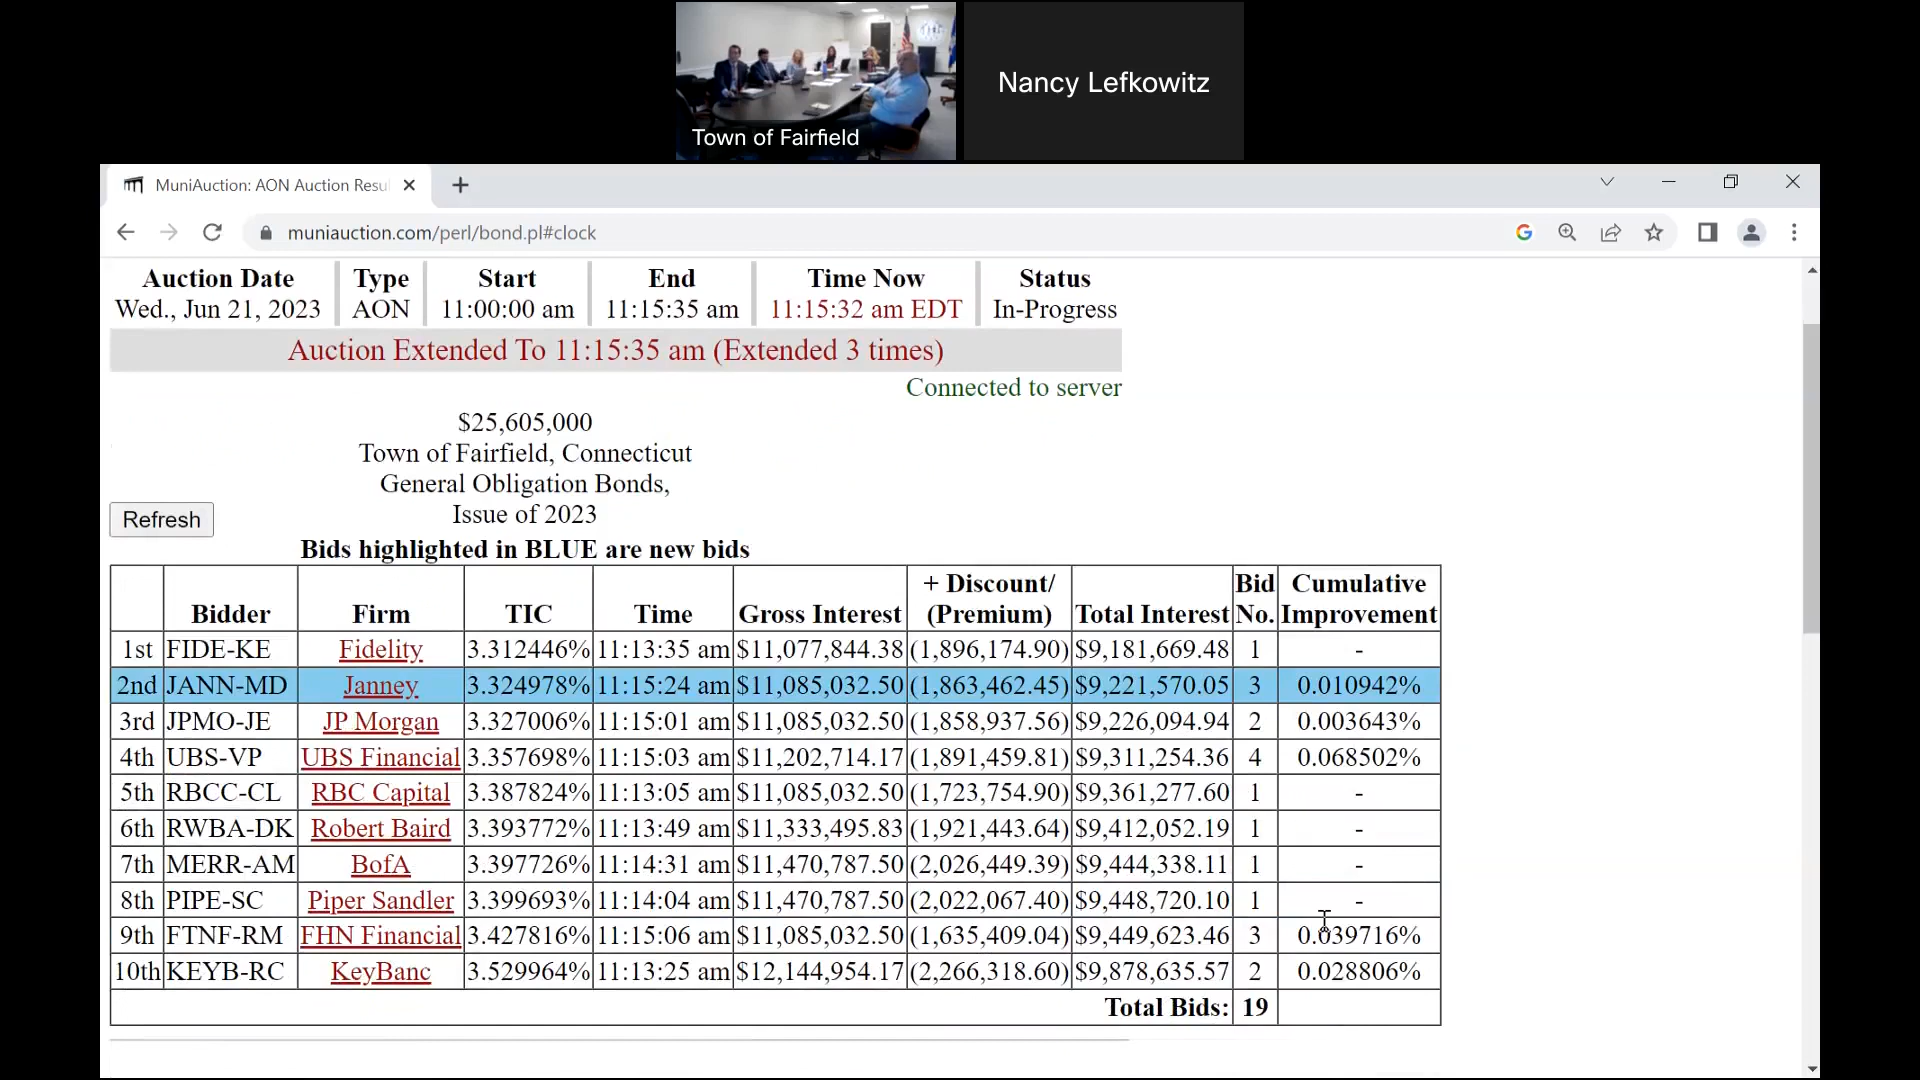 Town of Fairfield
Nancy Lefkowitz
MuniAuction: AON Auction Resu
muniauction.com/perl/bond.pl#clock
Auction Date Type Start End Time Now Status
Wed., Jun 21, 2023 AON 11:00:00 am 11:15:35 am 11:15:32 am EDT In-Progress
Auction Extended To 11:15:35 am (Extended 3 times)
Connected to server
$25,605,000
Town of Fairfield, Connecticut
General Obligation Bonds,
Issue of 2023
Refresh
Bids highlighted in BLUE are new bids
+ Discount/ Bid Cumulative
Bidder Firm TIC Time Gross Interest (Premium) Total Interest No. Improvement
1st FIDE-KE Fidelity 3.312446% 11:13:35 am $11,077,844.38 (1,896,174.90) $9,181,669.48 1 -
2nd JANN-MD Janney 3.324978% 11:15:24 am $11,085,032.50 (1,863,462.45) $9,221,570.05 3 0.010942%
3rd JPMO-JE JP Morgan 3.327006% 11:15:01 am $11,085,032.50 (1,858,937.56) $9,226,094.94 2 0.003643%
4th UBS-VP UBS Financial 3.357698% 11:15:03 am $11,202,714.17 (1,891,459.81) $9,311,254.36 4 0.068502%
5th RBCC-CL RBC Capital 3.387824% 11:13:05 am $11,085,032.50 (1,723,754.90) $9,361,277.60 1 -
6th RWBA-DK Robert Baird 3.393772% 11:13:49 am $11,333,495.83 (1,921,443.64) $9,412,052.19 1 -
7th MERR-AM BofA 3.397726% 11:14:31 am $11,470,787.50 (2,026,449.39) $9,444,338.11 1 -
8th PIPE-SC Piper Sandler 3.399693% 11:14:04 am $11,470,787.50 (2,022,067.40) $9,448,720.10 1 -
9th FTNF-RM FHN Financial 3.427816% 11:15:06 am $11,085,032.50 (1,635,409.04) $9,449,623.46 3 0.039716%
10th KEYB-RC KeyBanc 3.529964% 11:13:25 am $12,144,954.17 (2,266,318.60) $9,878,635.57 2 0.028806%
Total Bids: 19